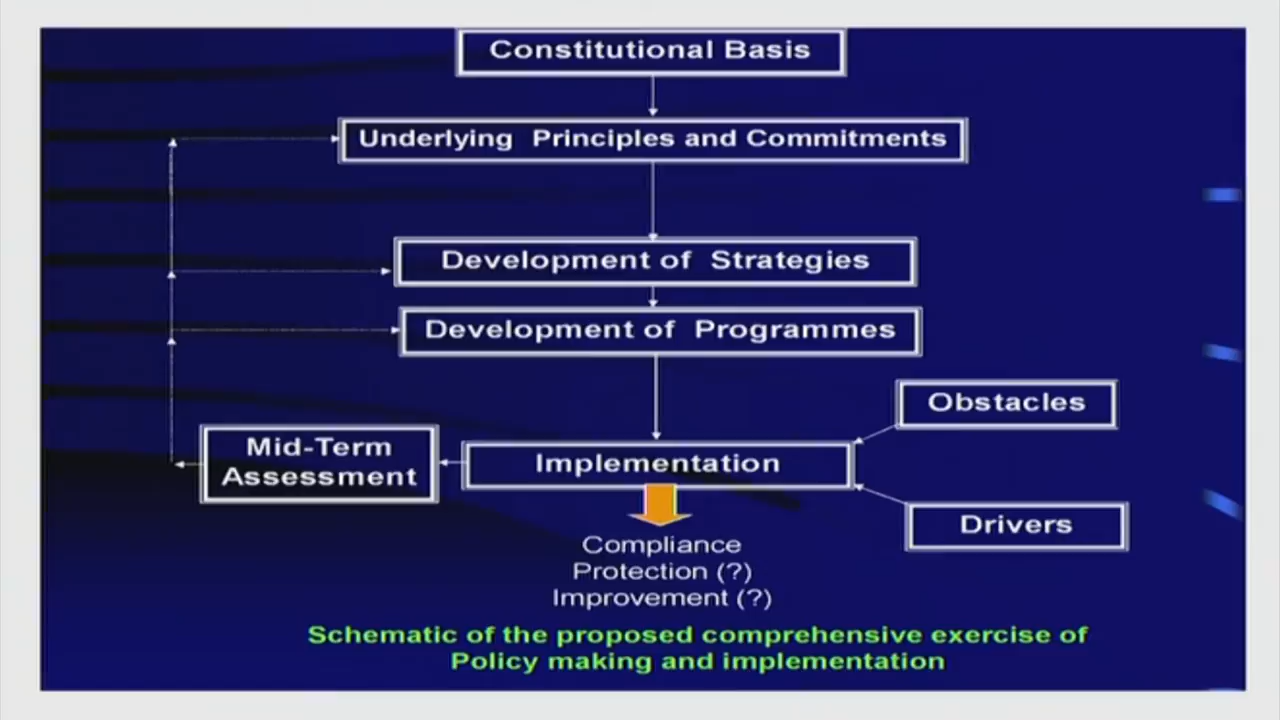 Constitutional Basis
Underlying Principles and Commitments
Development of Strategies
Development of Programmes
Obstacles
Mid-Term
Assessment
Implementation
Drivers
Compliance
Protection (?)
Improvement (?)
Schematic of the proposed comprehensive exercise of
Policy making and implementation